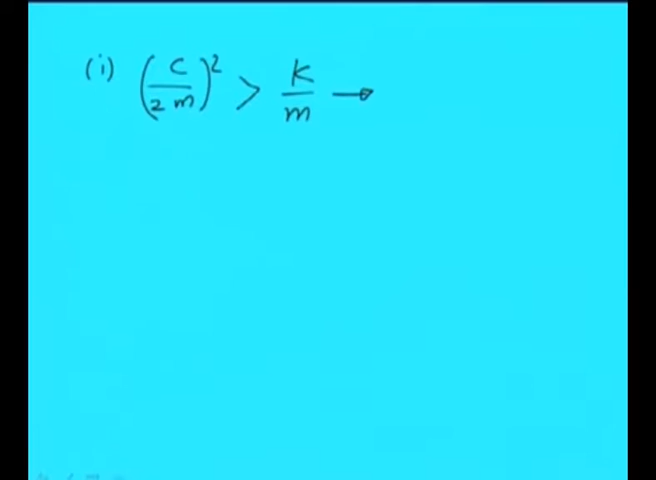 (i) (c/2m)² > K/m →